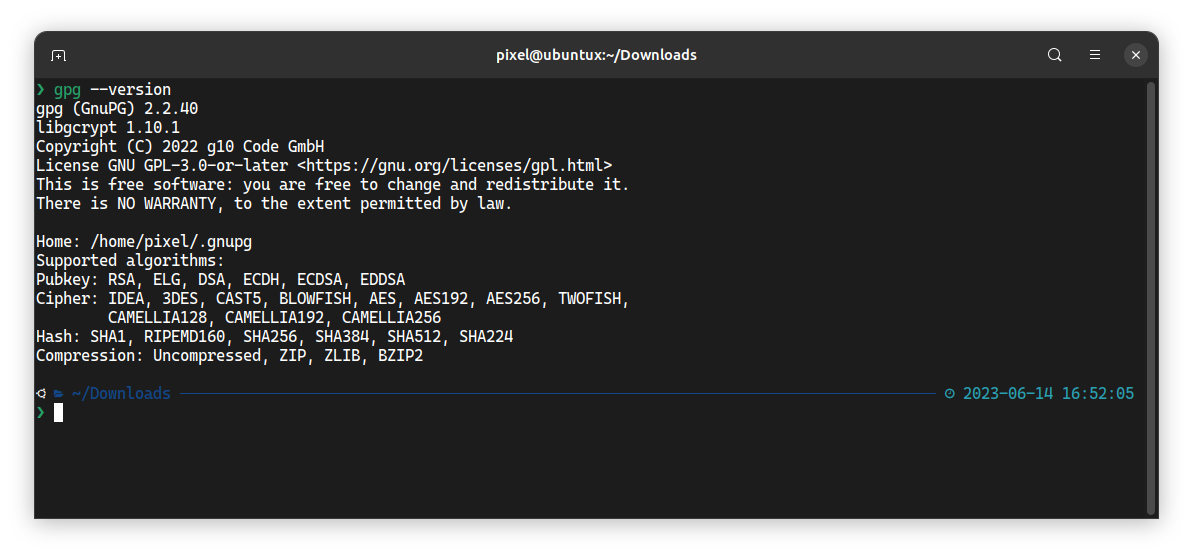 pixel@ubuntux:~/Downloads
❯ gpg --version
gpg (GnuPG) 2.2.40
libgcrypt 1.10.1
Copyright (C) 2022 g10 Code GmbH
License GNU GPL-3.0-or-later <https://gnu.org/licenses/gpl.html>
This is free software: you are free to change and redistribute it.
There is NO WARRANTY, to the extent permitted by law.
Home: /home/pixel/.gnupg
Supported algorithms:
Pubkey: RSA, ELG, DSA, ECDH, ECDSA, EDDSA
Cipher: IDEA, 3DES, CAST5, BLOWFISH, AES, AES192, AES256, TWOFISH,
CAMELLIA128, CAMELLIA192, CAMELLIA256
Hash: SHA1, RIPEMD160, SHA256, SHA384, SHA512, SHA224
Compression: Uncompressed, ZIP, ZLIB, BZIP2
~/Downloads 2023-06-14 16:52:05
❯